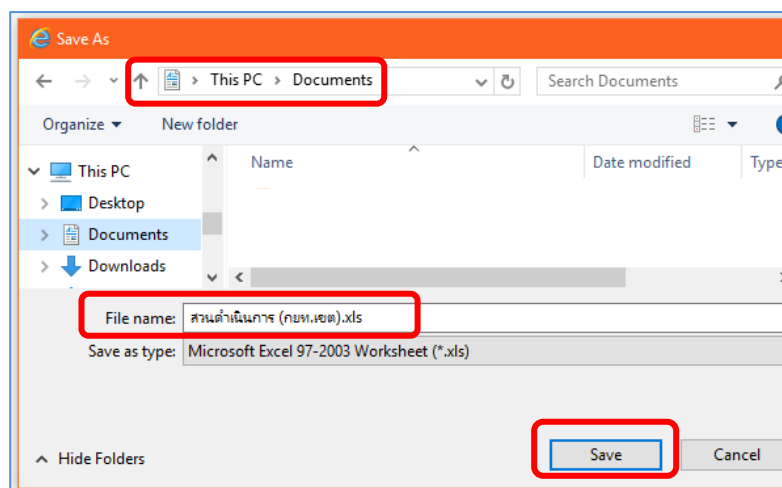 Save As
This PC > Documents
Search Documents
Organize
New folder
Name
Date modified
Type
This PC
Desktop
Documents
Downloads
File name: สวนดำเนินการ (กยท.เขต).xls
Save as type: Microsoft Excel 97-2003 Worksheet (*.xls)
Hide Folders
Save
Cancel